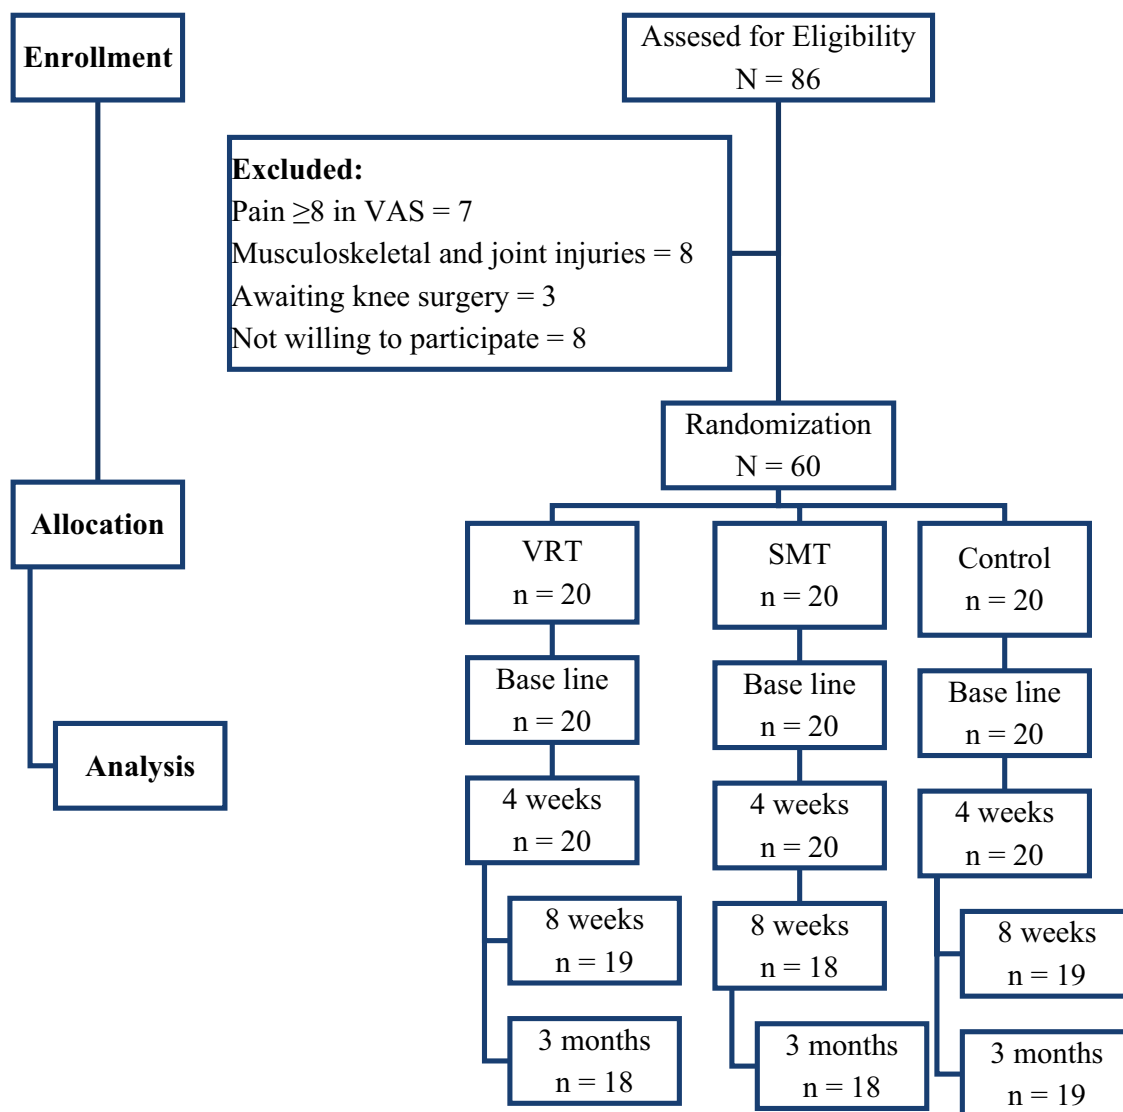 Enrollment
Assesed for Eligibility
N = 86
Excluded:
Pain ≥8 in VAS = 7
Musculoskeletal and joint injuries = 8
Awaiting knee surgery = 3
Not willing to participate = 8
Randomization
N = 60
Allocation
VRT
n = 20
SMT
n = 20
Control
n = 20
Base line
n = 20
Base line
n = 20
Base line
n = 20
Analysis
4 weeks
n = 20
4 weeks
n = 20
4 weeks
n = 20
8 weeks
n = 19
8 weeks
n = 18
8 weeks
n = 19
3 months
n = 18
3 months
n = 18
3 months
n = 19